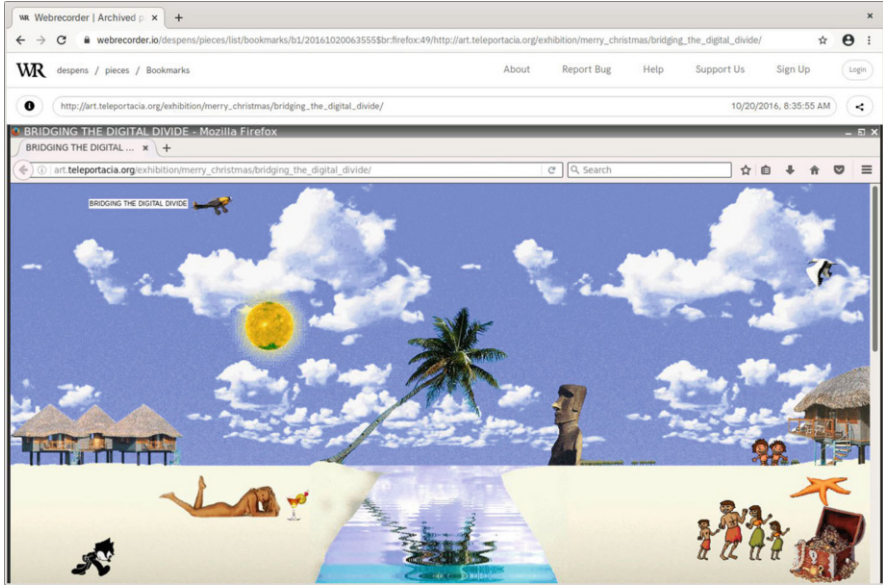 WR Webrecorder | Archived p
webrecorder.io/despens/pieces/list/bookmarks/b1/20161020063555$br:firefox:49/http://art.teleportacia.org/exhibition/merry_christmas/bridging_the_digital_divide/
WR despens / pieces / Bookmarks About Report Bug Help Support Us Sign Up Login
http://art.teleportacia.org/exhibition/merry_christmas/bridging_the_digital_divide/ 10/20/2016, 8:35:55 AM
BRIDGING THE DIGITAL DIVIDE - Mozilla Firefox
BRIDGING THE DIGITAL ...
art.teleportacia.org/exhibition/merry_christmas/bridging_the_digital_divide/ Search
BRIDGING THE DIGITAL DIVIDE